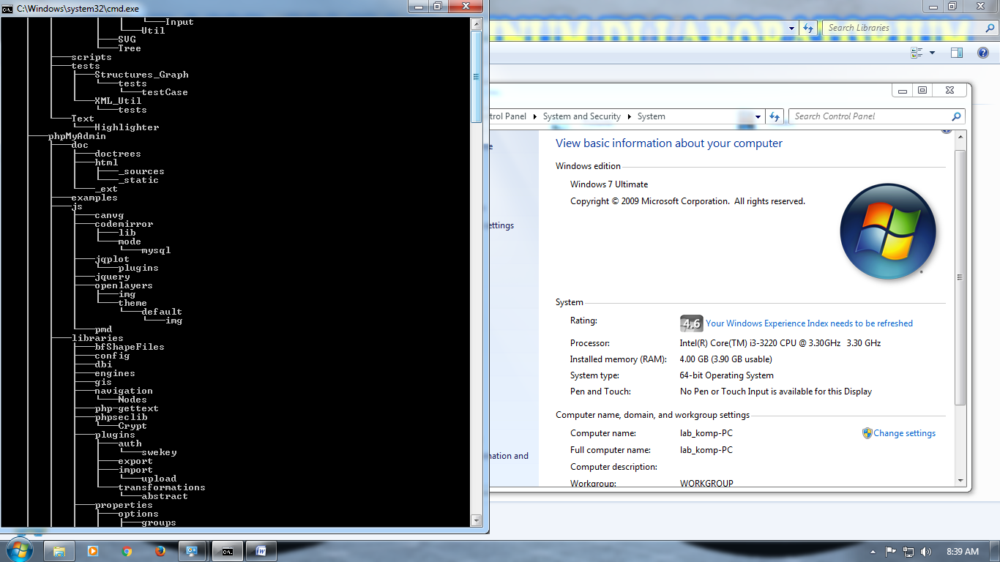 C:\Windows\system32\cmd.exe
Input
Util
SVG
Tree
scripts
tests
Structures_Graph
tests
testCase
XML_Util
tests
Text
Highlighter
phpMyAdmin
doc
doctrees
html
_sources
_static
_ext
examples
js
canvg
codemirror
lib
mode
mysql
jqplot
plugins
jquery
openlayers
img
theme
default
img
pmd
libraries
bfShapeFiles
config
dbi
engines
gis
navigation
Nodes
php-gettext
phpseclib
Crypt
plugins
auth
swekey
export
import
upload
transformations
abstract
properties
options
groups
Search Libraries
trol Panel System and Security System
Search Control Panel
ettings
nation and
View basic information about your computer
Windows edition
Windows 7 Ultimate
Copyright © 2009 Microsoft Corporation. All rights reserved.
System
Rating: 4.6 Your Windows Experience Index needs to be refreshed
Processor: Intel(R) Core(TM) i3-3220 CPU @ 3.30GHz 3.30 GHz
Installed memory (RAM): 4.00 GB (3.90 GB usable)
System type: 64-bit Operating System
Pen and Touch: No Pen or Touch Input is available for this Display
Computer name, domain, and workgroup settings
Computer name: lab_komp-PC
Change settings
Full computer name: lab_komp-PC
Computer description:
Workgroup: WORKGROUP
8:39 AM